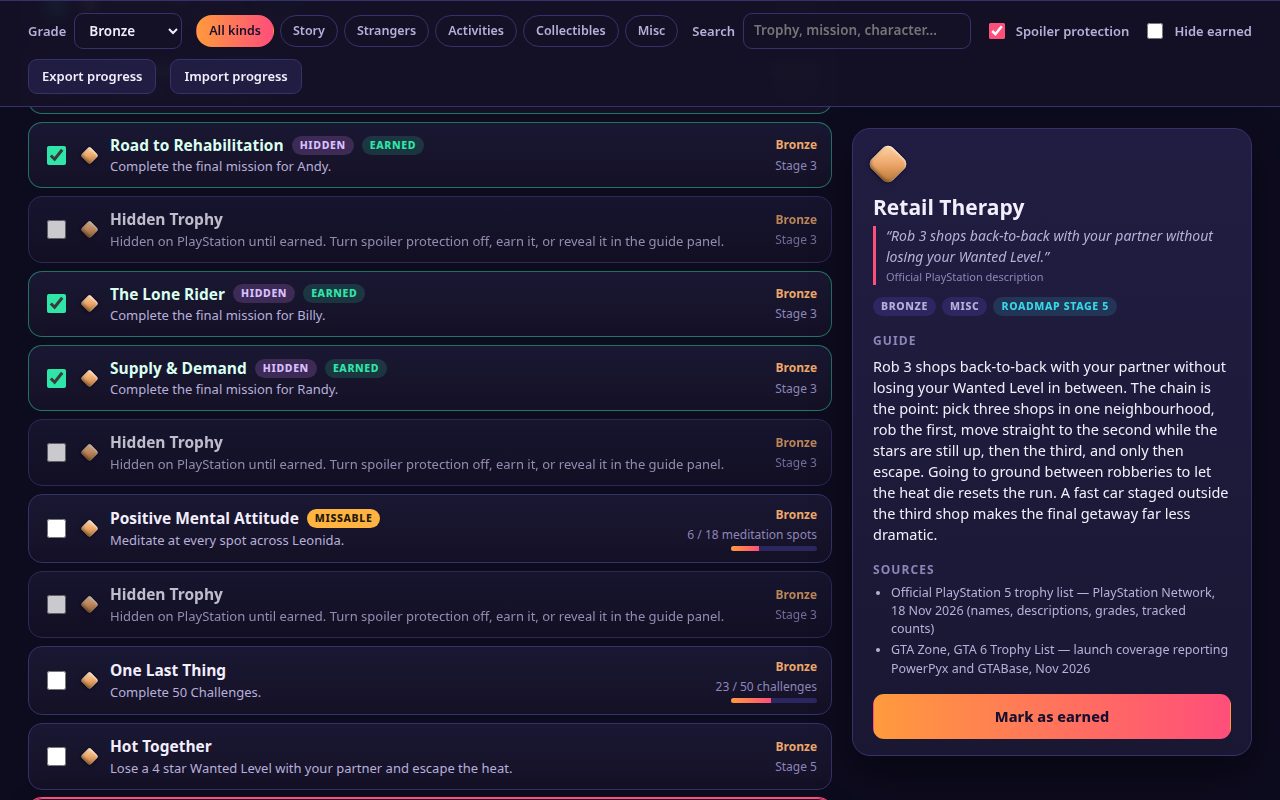 Grade Bronze All kinds Story Strangers Activities Collectibles Misc Search Trophy, mission, character... Spoiler protection Hide earned
Export progress Import progress
Road to Rehabilitation HIDDEN EARNED Bronze
Complete the final mission for Andy. Stage 3
Hidden Trophy Bronze
Hidden on PlayStation until earned. Turn spoiler protection off, earn it, or reveal it in the guide panel. Stage 3
The Lone Rider HIDDEN EARNED Bronze
Complete the final mission for Billy. Stage 3
Supply & Demand HIDDEN EARNED Bronze
Complete the final mission for Randy. Stage 3
Hidden Trophy Bronze
Hidden on PlayStation until earned. Turn spoiler protection off, earn it, or reveal it in the guide panel. Stage 3
Positive Mental Attitude MISSABLE Bronze
Meditate at every spot across Leonida. 6 / 18 meditation spots
Hidden Trophy Bronze
Hidden on PlayStation until earned. Turn spoiler protection off, earn it, or reveal it in the guide panel. Stage 3
One Last Thing Bronze
Complete 50 Challenges. 23 / 50 challenges
Hot Together Bronze
Lose a 4 star Wanted Level with your partner and escape the heat. Stage 5
Retail Therapy
“Rob 3 shops back-to-back with your partner without
losing your Wanted Level.”
Official PlayStation description
BRONZE MISC ROADMAP STAGE 5
GUIDE
Rob 3 shops back-to-back with your partner without
losing your Wanted Level in between. The chain is
the point: pick three shops in one neighbourhood,
rob the first, move straight to the second while the
stars are still up, then the third, and only then
escape. Going to ground between robberies to let
the heat die resets the run. A fast car staged outside
the third shop makes the final getaway far less
dramatic.
SOURCES
• Official PlayStation 5 trophy list — PlayStation Network,
18 Nov 2026 (names, descriptions, grades, tracked
counts)
• GTA Zone, GTA 6 Trophy List — launch coverage reporting
PowerPyx and GTABase, Nov 2026
Mark as earned